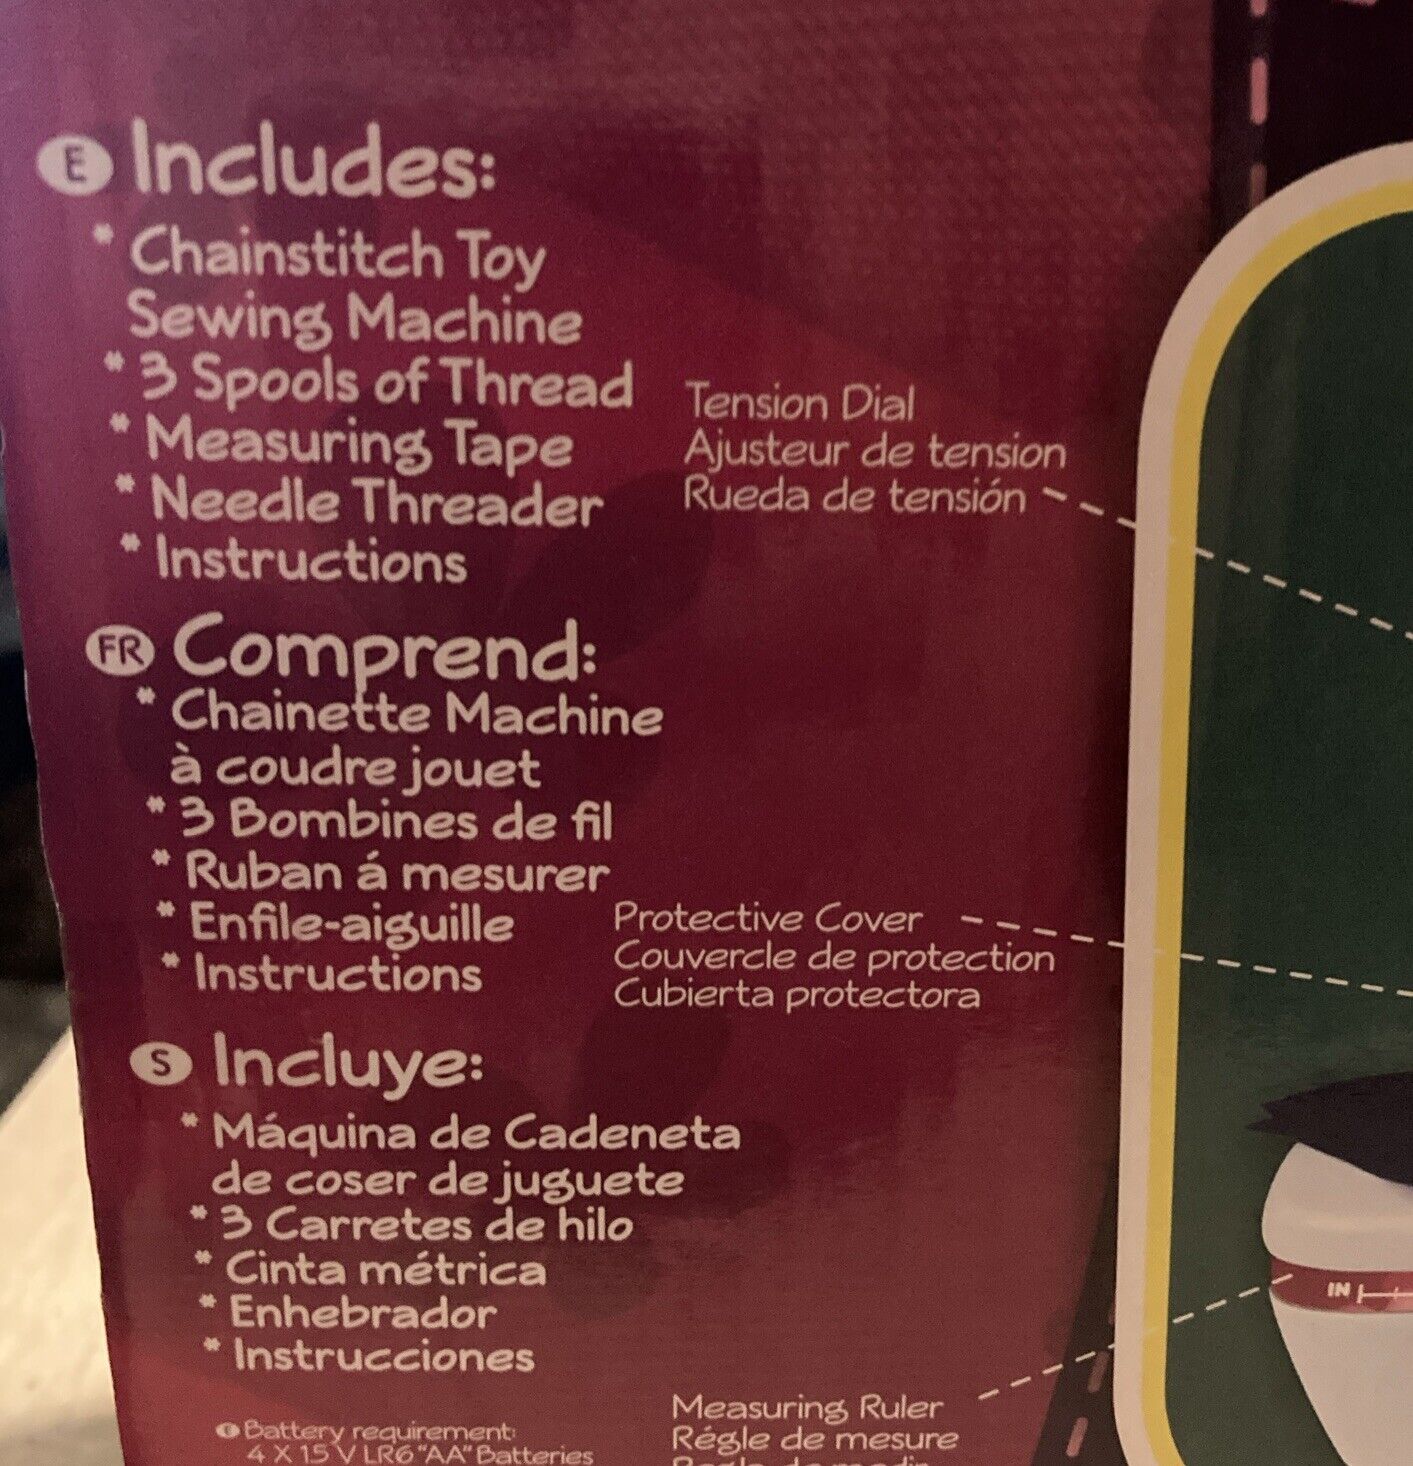 E Includes:
* Chainstitch Toy
Sewing Machine
* 3 Spools of Thread
* Measuring Tape
* Needle Threader
* Instructions
Tension Dial
Ajusteur de tension
Rueda de tensión
FR Comprend:
* Chainette Machine
à coudre jouet
* 3 Bombines de fil
* Ruban á mesurer
* Enfile-aiguille
* Instructions
Protective Cover
Couvercle de protection
Cubierta protectora
S Incluye:
* Máquina de Cadeneta
de coser de juguete
* 3 Carretes de hilo
* Cinta métrica
* Enhebrador
* Instrucciones
IN
Measuring Ruler
Régle de mesure
E Battery requirement:
4 X 1.5 V LR6 "AA" Batteries